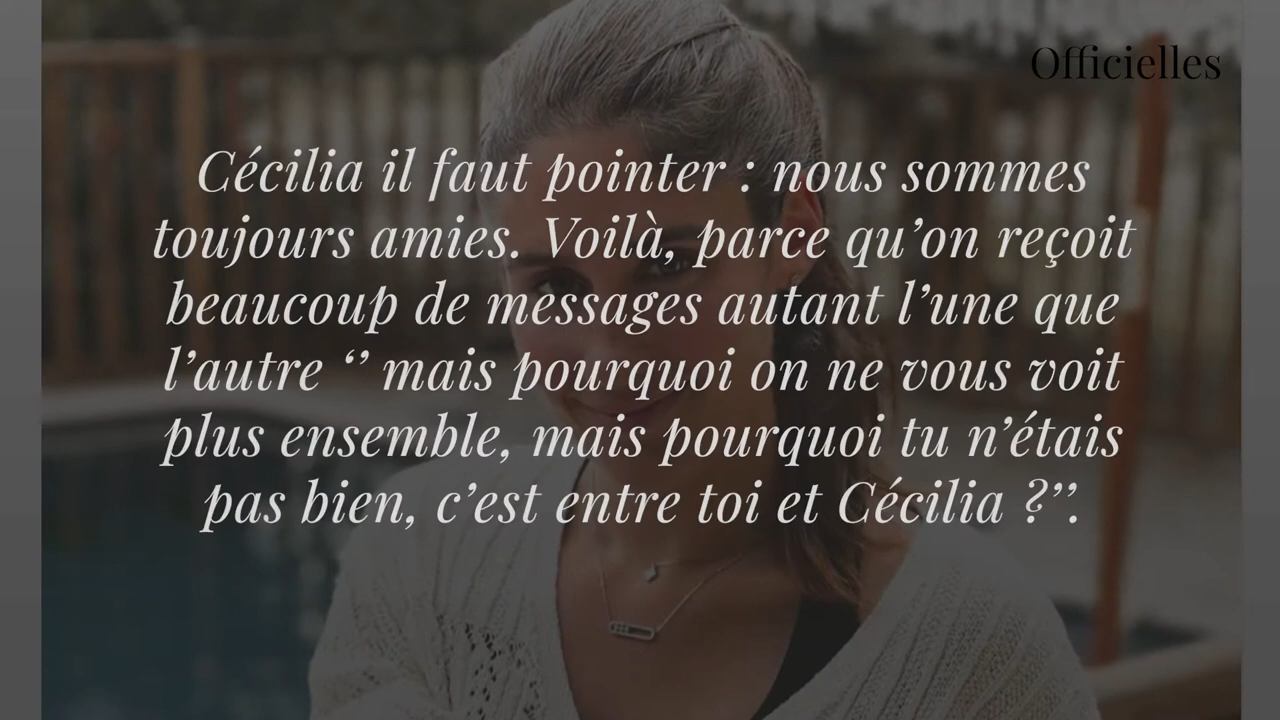 Officielles
Cécilia il faut pointer : nous sommes
toujours amies. Voilà, parce qu’on reçoit
beaucoup de messages autant l’une que
l’autre ‘’ mais pourquoi on ne vous voit
plus ensemble, mais pourquoi tu n’étais
pas bien, c’est entre toi et Cécilia ?’’.